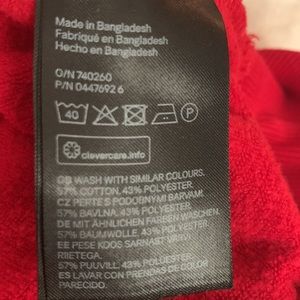 Made in Bangladesh
Fabriqué en Bangladesh
Hecho en Bangladesh
O/N 740260
P/N 0447692 6
40 P
clevercare.info
GB WASH WITH SIMILAR COLOURS.
57% COTTON, 43% POLYESTER.
CZ PERTE S PODOBNÝMI BARVAMI.
57% BAVLNA, 43% POLYESTER.
DE MIT ÄHNLICHEN FARBEN WASCHEN.
57% BAUMWOLLE, 43% POLYESTER.
EE PESE KOOS SARNAST VÄRVI
RIIETEGA.
57% PUUVILL, 43% POLÜESTER.
ES LAVAR CON PRENDAS DE COLOR
PARECIDO.